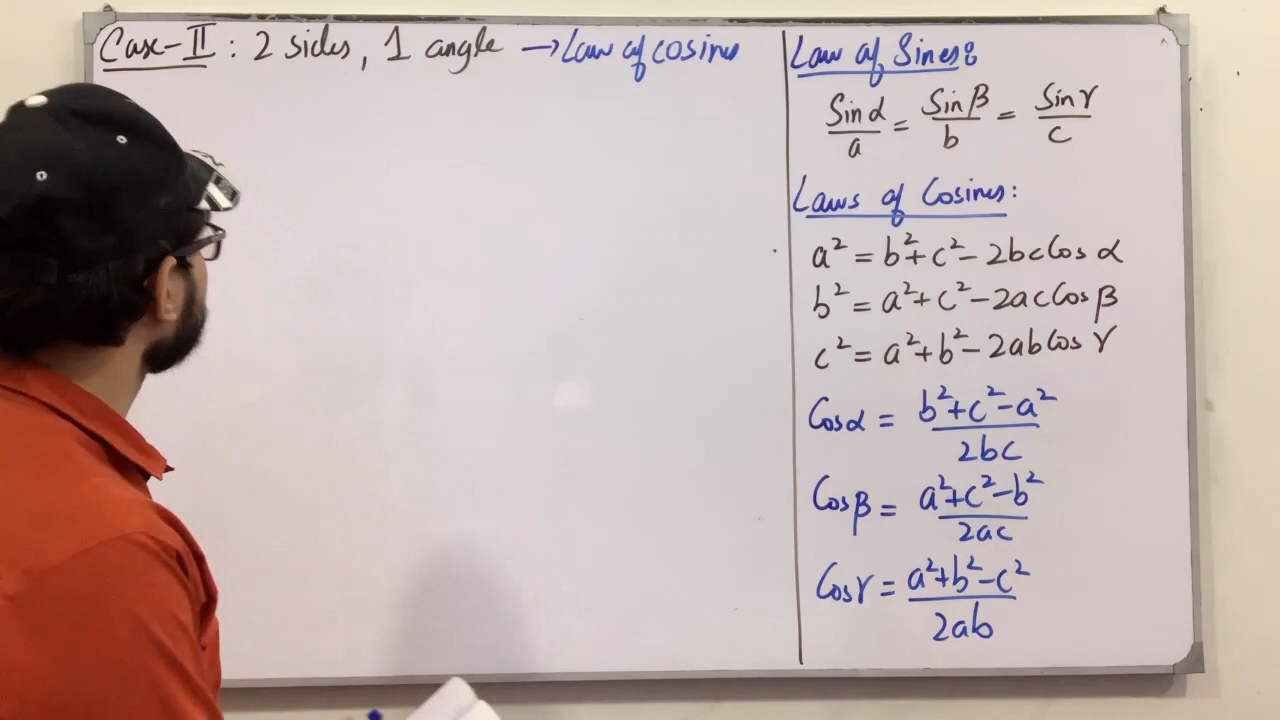 Case-II : 2 sides, 1 angle → Law of cosines
Law of Sines:
Sin α / a = Sin β / b = Sin γ / c
Laws of Cosines:
a² = b² + c² - 2bc Cos α
b² = a² + c² - 2ac Cos β
c² = a² + b² - 2ab Cos γ
Cos α = b² + c² - a² / 2bc
Cos β = a² + c² - b² / 2ac
Cos γ = a² + b² - c² / 2ab